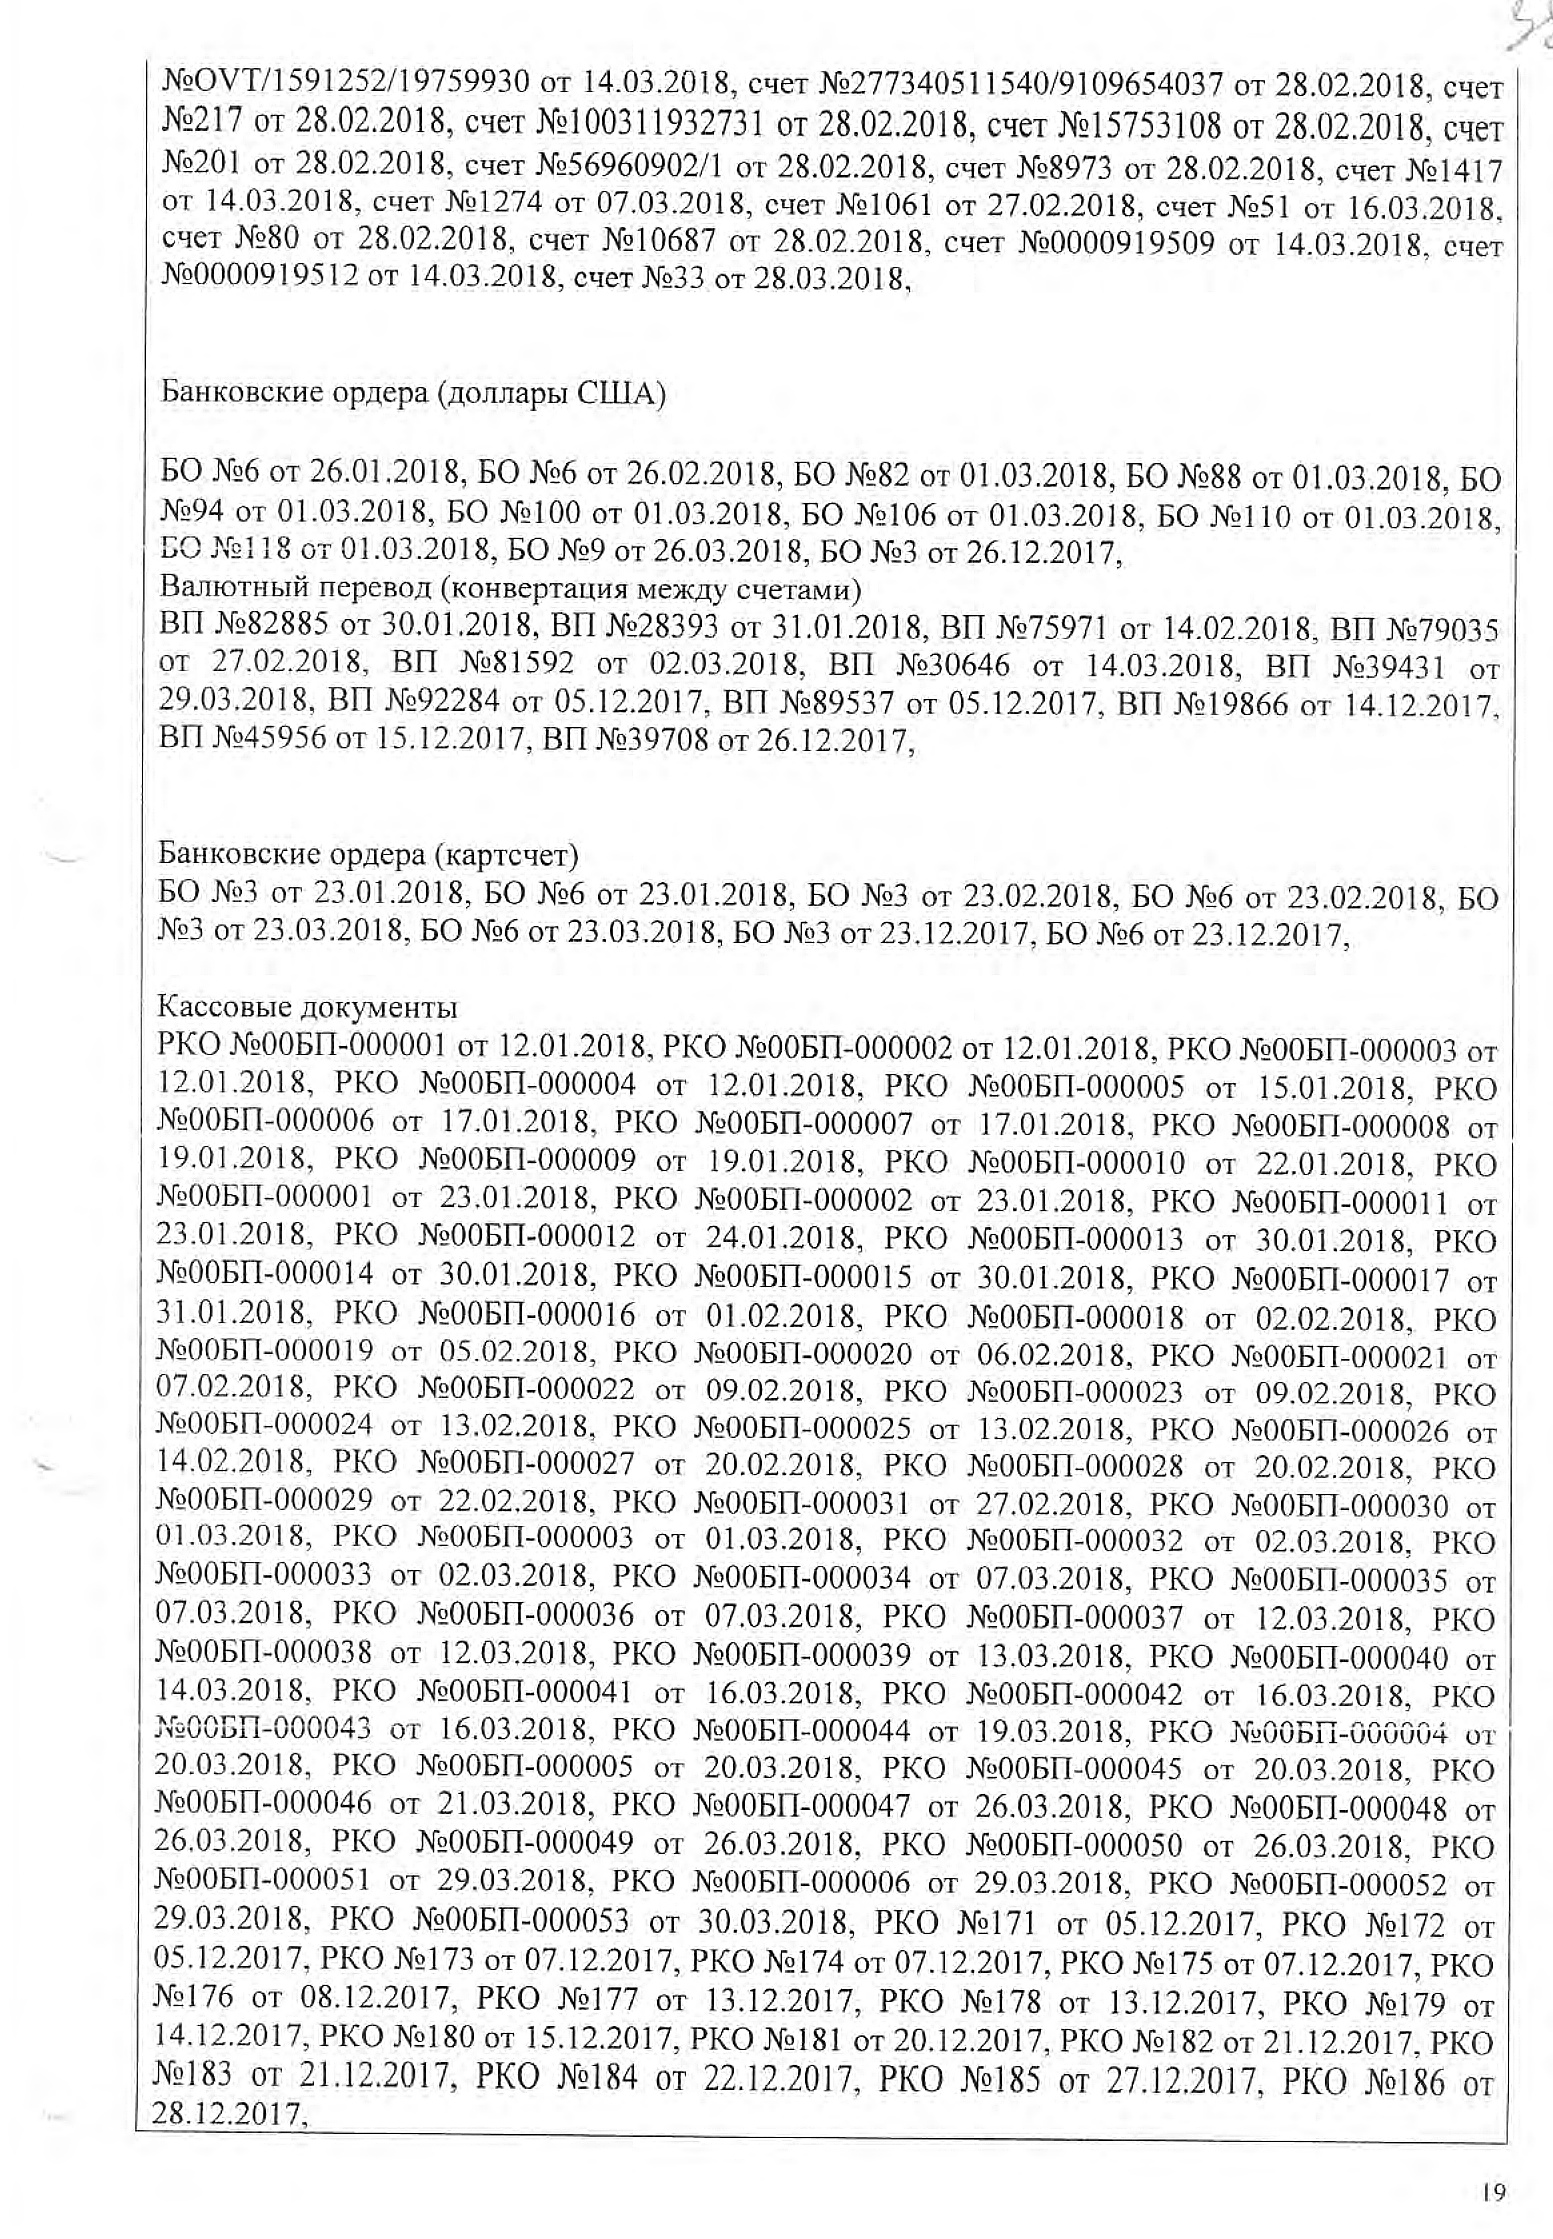 №OVT/1591252/19759930 от 14.03.2018, счет №277340511540/9109654037 от 28.02.2018, счет
№217 от 28.02.2018, счет №100311932731 от 28.02.2018, счет №15753108 от 28.02.2018, счет
№201 от 28.02.2018, счет №56960902/1 от 28.02.2018, счет №8973 от 28.02.2018, счет №1417
от 14.03.2018, счет №1274 от 07.03.2018, счет №1061 от 27.02.2018, счет №51 от 16.03.2018,
счет №80 от 28.02.2018, счет №10687 от 28.02.2018, счет №0000919509 от 14.03.2018, счет
№0000919512 от 14.03.2018, счет №33 от 28.03.2018,
Банковские ордера (доллары США)
БО №6 от 26.01.2018, БО №6 от 26.02.2018, БО №82 от 01.03.2018, БО №88 от 01.03.2018, БО
№94 от 01.03.2018, БО №100 от 01.03.2018, БО №106 от 01.03.2018, БО №110 от 01.03.2018,
БО №118 от 01.03.2018, БО №9 от 26.03.2018, БО №3 от 26.12.2017,
Валютный перевод (конвертация между счетами)
ВП №82885 от 30.01.2018, ВП №28393 от 31.01.2018, ВП №75971 от 14.02.2018, ВП №79035
от 27.02.2018, ВП №81592 от 02.03.2018, ВП №30646 от 14.03.2018, ВП №39431 от
29.03.2018, ВП №92284 от 05.12.2017, ВП №89537 от 05.12.2017, ВП №19866 от 14.12.2017,
ВП №45956 от 15.12.2017, ВП №39708 от 26.12.2017,
Банковские ордера (картсчет)
БО №3 от 23.01.2018, БО №6 от 23.01.2018, БО №3 от 23.02.2018, БО №6 от 23.02.2018, БО
№3 от 23.03.2018, БО №6 от 23.03.2018, БО №3 от 23.12.2017, БО №6 от 23.12.2017,
Кассовые документы
РКО №00БП-000001 от 12.01.2018, РКО №00БП-000002 от 12.01.2018, РКО №00БП-000003 от
12.01.2018, РКО №00БП-000004 от 12.01.2018, РКО №00БП-000005 от 15.01.2018, РКО
№00БП-000006 от 17.01.2018, РКО №00БП-000007 от 17.01.2018, РКО №00БП-000008 от
19.01.2018, РКО №00БП-000009 от 19.01.2018, РКО №00БП-000010 от 22.01.2018, РКО
№00БП-000001 от 23.01.2018, РКО №00БП-000002 от 23.01.2018, РКО №00БП-000011 от
23.01.2018, РКО №00БП-000012 от 24.01.2018, РКО №00БП-000013 от 30.01.2018, РКО
№00БП-000014 от 30.01.2018, РКО №00БП-000015 от 30.01.2018, РКО №00БП-000017 от
31.01.2018, РКО №00БП-000016 от 01.02.2018, РКО №00БП-000018 от 02.02.2018, РКО
№00БП-000019 от 05.02.2018, РКО №00БП-000020 от 06.02.2018, РКО №00БП-000021 от
07.02.2018, РКО №00БП-000022 от 09.02.2018, РКО №00БП-000023 от 09.02.2018, РКО
№00БП-000024 от 13.02.2018, РКО №00БП-000025 от 13.02.2018, РКО №00БП-000026 от
14.02.2018, РКО №00БП-000027 от 20.02.2018, РКО №00БП-000028 от 20.02.2018, РКО
№00БП-000029 от 22.02.2018, РКО №00БП-000031 от 27.02.2018, РКО №00БП-000030 от
01.03.2018, РКО №00БП-000003 от 01.03.2018, РКО №00БП-000032 от 02.03.2018, РКО
№00БП-000033 от 02.03.2018, РКО №00БП-000034 от 07.03.2018, РКО №00БП-000035 от
07.03.2018, РКО №00БП-000036 от 07.03.2018, РКО №00БП-000037 от 12.03.2018, РКО
№00БП-000038 от 12.03.2018, РКО №00БП-000039 от 13.03.2018, РКО №00БП-000040 от
14.03.2018, РКО №00БП-000041 от 16.03.2018, РКО №00БП-000042 от 16.03.2018, РКО
№00БП-000043 от 16.03.2018, РКО №00БП-000044 от 19.03.2018, РКО №00БП-000004 от
20.03.2018, РКО №00БП-000005 от 20.03.2018, РКО №00БП-000045 от 20.03.2018, РКО
№00БП-000046 от 21.03.2018, РКО №00БП-000047 от 26.03.2018, РКО №00БП-000048 от
26.03.2018, РКО №00БП-000049 от 26.03.2018, РКО №00БП-000050 от 26.03.2018, РКО
№00БП-000051 от 29.03.2018, РКО №00БП-000006 от 29.03.2018, РКО №00БП-000052 от
29.03.2018, РКО №00БП-000053 от 30.03.2018, РКО №171 от 05.12.2017, РКО №172 от
05.12.2017, РКО №173 от 07.12.2017, РКО №174 от 07.12.2017, РКО №175 от 07.12.2017, РКО
№176 от 08.12.2017, РКО №177 от 13.12.2017, РКО №178 от 13.12.2017, РКО №179 от
14.12.2017, РКО №180 от 15.12.2017, РКО №181 от 20.12.2017, РКО №182 от 21.12.2017, РКО
№183 от 21.12.2017, РКО №184 от 22.12.2017, РКО №185 от 27.12.2017, РКО №186 от
28.12.2017,
19